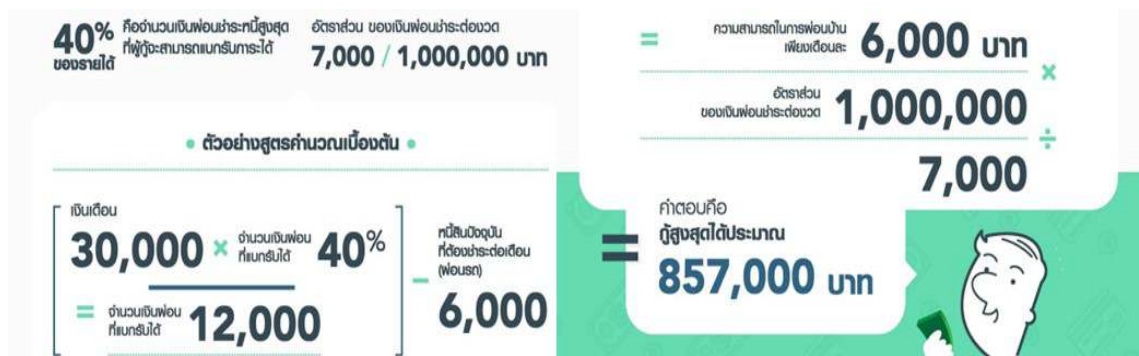 40%
ของรายได้
คือจำนวนเงินผ่อนชำระหนี้สูงสุด
ที่ผู้กู้จะสามารถแบกรับภาระได้
อัตราส่วน ของเงินผ่อนชำระต่องวด
7,000 / 1,000,000 บาท
• ตัวอย่างสูตรคำนวณเบื้องต้น •
เงินเดือน
30,000 × จำนวนเงินผ่อน ที่แบกรับได้ 40%
= จำนวนเงินผ่อน ที่แบกรับได้ 12,000
–
หนี้สินปัจจุบัน
ที่ต้องชำระต่อเดือน
(ผ่อนรถ)
6,000
= ความสามารถในการผ่อนบ้าน
เพียงเดือนละ 6,000 บาท
×
อัตราส่วน
ของเงินผ่อนชำระต่องวด 1,000,000
÷
7,000
=
คำตอบคือ
กู้สูงสุดได้ประมาณ
857,000 บาท